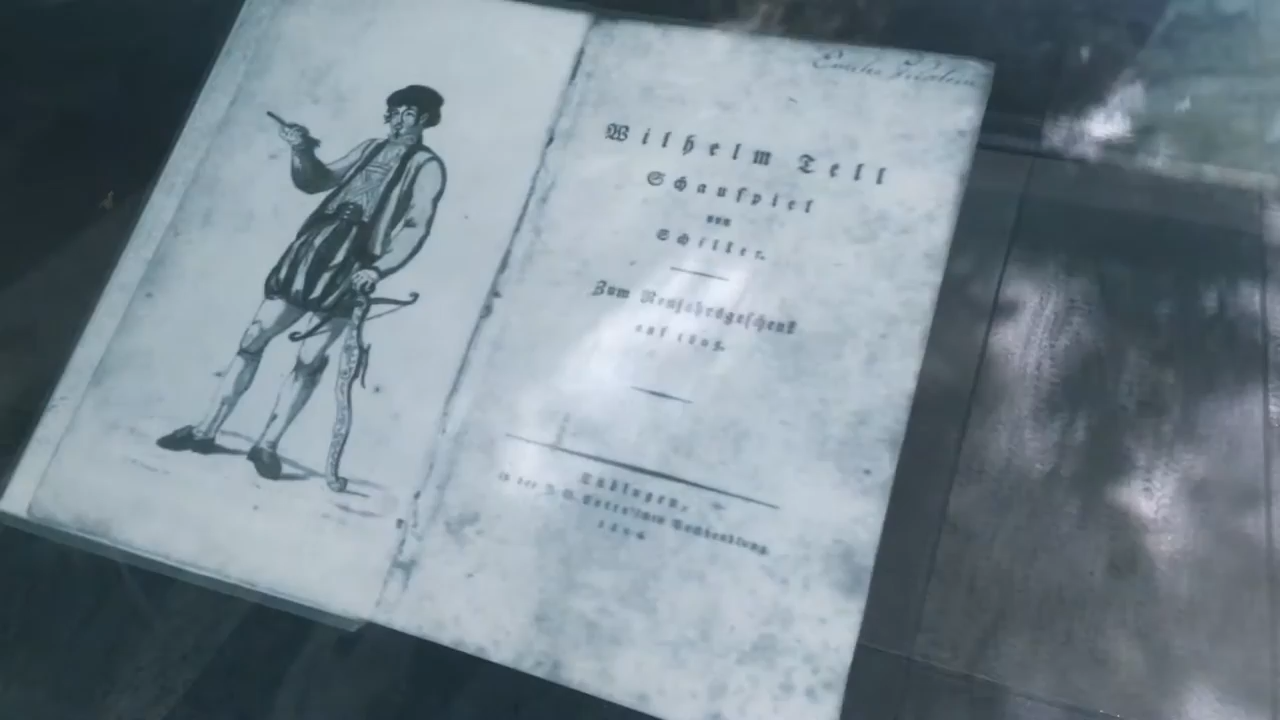 Wilhelm Tell
Schauspiel
von
Schiller.
Zum Neujahrsgeschenk
auf 1805.
Tübingen,
in der J. G. Cotta'schen Buchhandlung.
1804